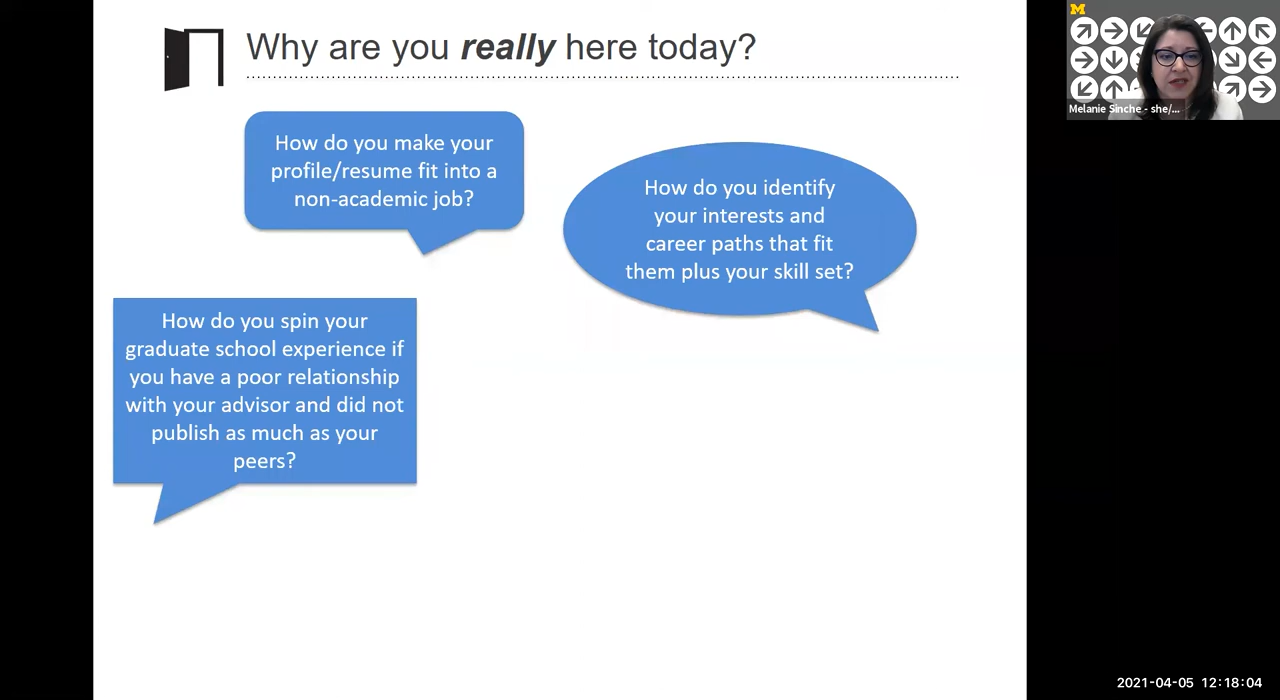 Why are you really here today?
How do you make your
profile/resume fit into a
non-academic job?
How do you identify
your interests and
career paths that fit
them plus your skill set?
How do you spin your
graduate school experience if
you have a poor relationship
with your advisor and did not
publish as much as your
peers?
M
Melanie Sinche - she/...
2021-04-05 12:18:04